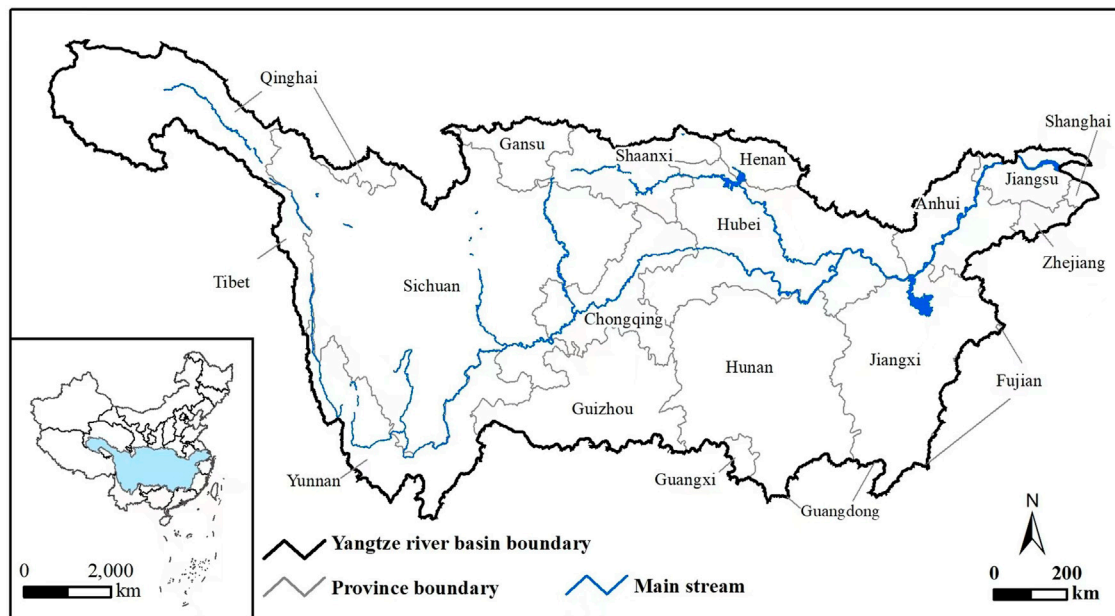 Qinghai
Gansu
Shaanxi
Henan
Shanghai
Jiangsu
Anhui
Hubei
Zhejiang
Tibet
Sichuan
Chongqing
Hunan
Jiangxi
Fujian
Guizhou
Yunnan
Guangxi
Guangdong
N
Yangtze river basin boundary
Province boundary
Main stream
0 2,000
km
0 200
km